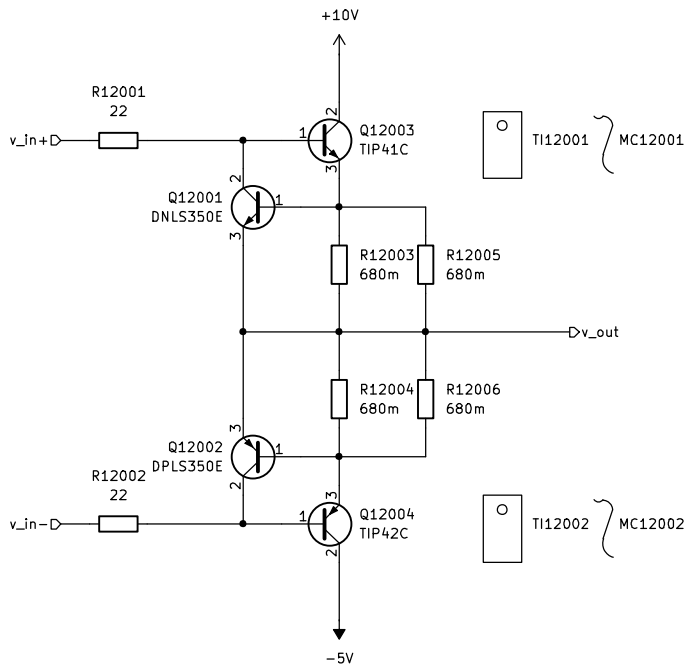 +10V
R12001
22
v_in+
1
2
Q12003
TIP41C
3
TI12001
MC12001
2
Q12001
DNLS350E
1
3
R12003
680m
R12005
680m
v_out
R12004
680m
R12006
680m
3
Q12002
DPLS350E
1
2
R12002
22
v_in-
1
3
Q12004
TIP42C
2
TI12002
MC12002
-5V